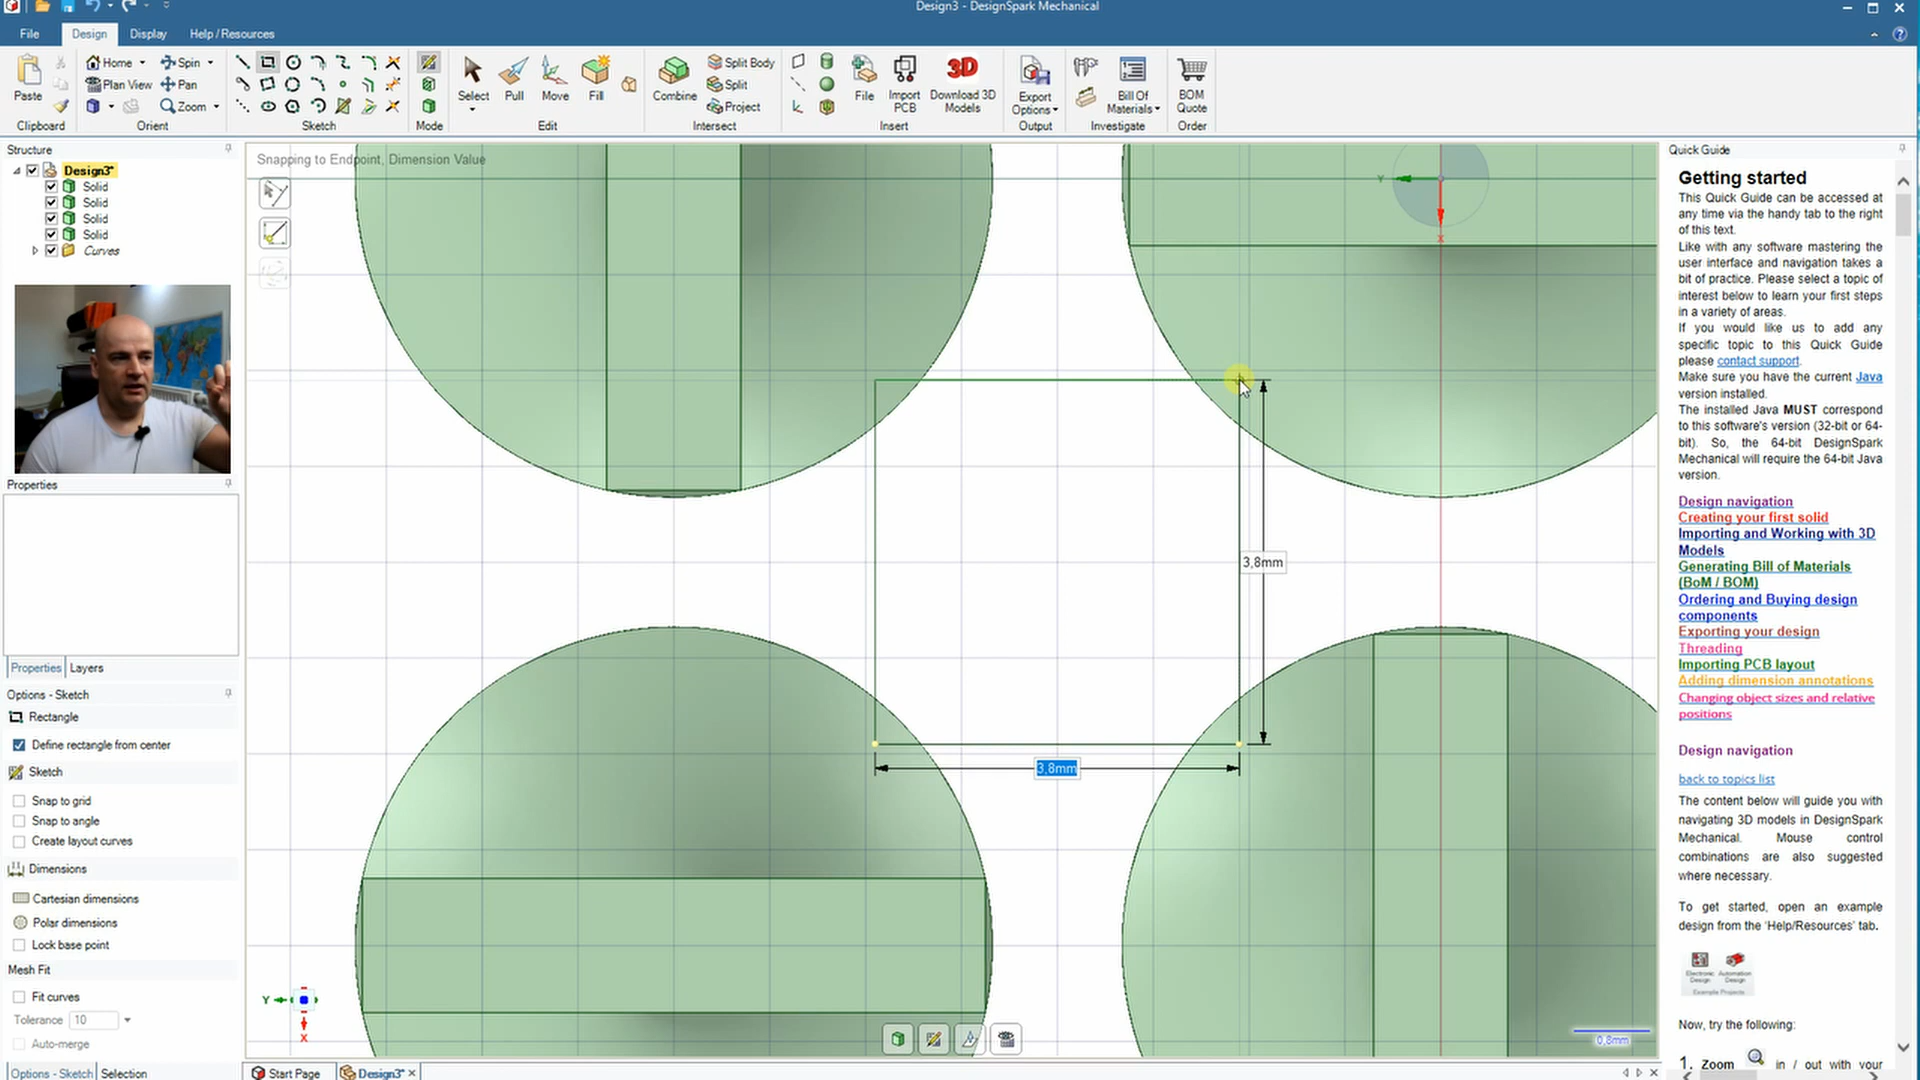 Design3 - DesignSpark Mechanical
File
Design
Display
Help / Resources
Paste
Clipboard
Home
Spin
Plan View
Pan
Zoom
Orient
Sketch
Mode
Select
Pull
Move
Fill
Edit
Combine
Split Body
Split
Project
Intersect
File
Import PCB
3D
Download 3D Models
Insert
Export Options
Output
Bill Of Materials
Investigate
BOM Quote
Order
Structure
Design3*
Solid
Solid
Solid
Solid
Curves
Properties
Properties
Layers
Options - Sketch
Rectangle
Define rectangle from center
Sketch
Snap to grid
Snap to angle
Create layout curves
Dimensions
Cartesian dimensions
Polar dimensions
Lock base point
Mesh Fit
Fit curves
Tolerance 10
Auto-merge
Options - Sketch
Selection
Snapping to Endpoint, Dimension Value
Y
X
3,8mm
3,8mm
Y
X
0,8mm
Start Page
Design3*
Quick Guide
Getting started
This Quick Guide can be accessed at
any time via the handy tab to the right
of this text.
Like with any software mastering the
user interface and navigation takes a
bit of practice. Please select a topic of
interest below to learn your first steps
in a variety of areas.
If you would like us to add any
specific topic to this Quick Guide
please contact support.
Make sure you have the current Java
version installed.
The installed Java MUST correspond
to this software's version (32-bit or 64-
bit). So, the 64-bit DesignSpark
Mechanical will require the 64-bit Java
version.
Design navigation
Creating your first solid
Importing and Working with 3D
Models
Generating Bill of Materials
(BoM / BOM)
Ordering and Buying design
components
Exporting your design
Threading
Importing PCB layout
Adding dimension annotations
Changing object sizes and relative
positions
Design navigation
back to topics list
The content below will guide you with
navigating 3D models in DesignSpark
Mechanical. Mouse control
combinations are also suggested
where necessary.
To get started, open an example
design from the 'Help/Resources' tab.
Electronic Design
Automation Design
Example Projects
Now, try the following:
1. Zoom in / out with your